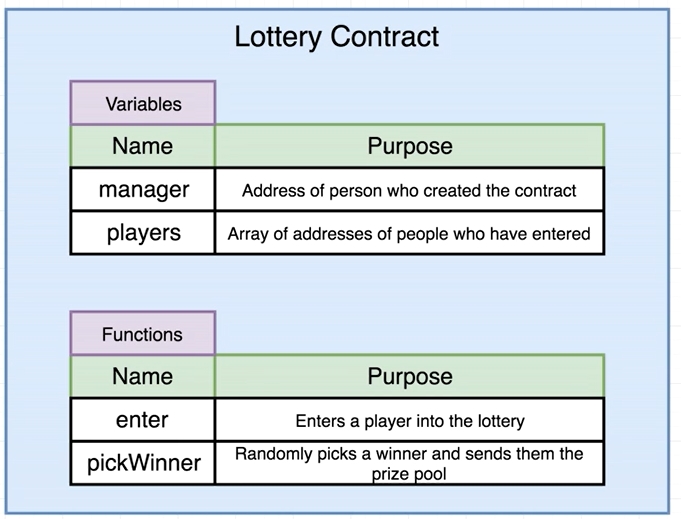 Lottery Contract
Variables
Name Purpose
manager Address of person who created the contract
players Array of addresses of people who have entered
Functions
Name Purpose
enter Enters a player into the lottery
pickWinner Randomly picks a winner and sends them the
prize pool